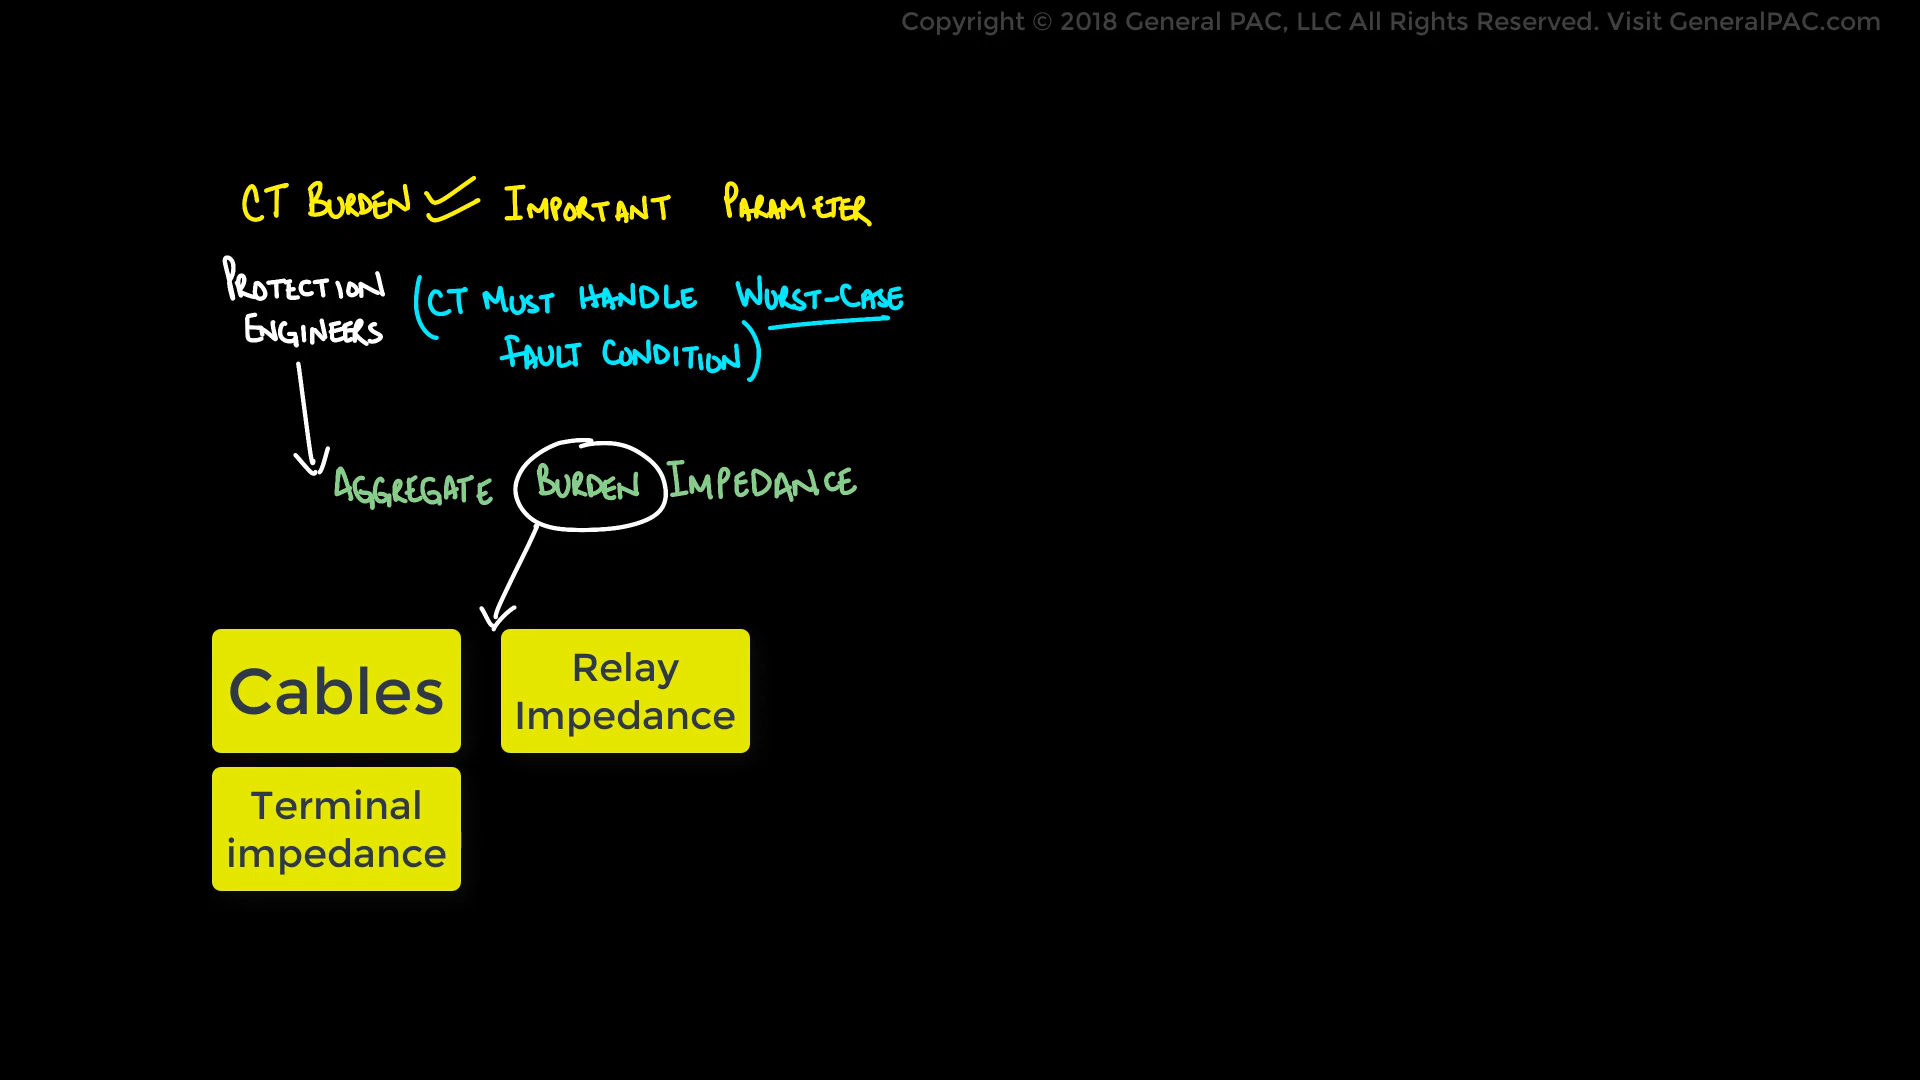 Copyright © 2018 General PAC, LLC All Rights Reserved. Visit GeneralPAC.com
CT BURDEN IMPORTANT PARAMETER
PROTECTION
ENGINEERS
(CT MUST HANDLE WURST-CASE
FAULT CONDITION)
AGGREGATE BURDEN IMPEDANCE
Cables
Relay
Impedance
Terminal
impedance